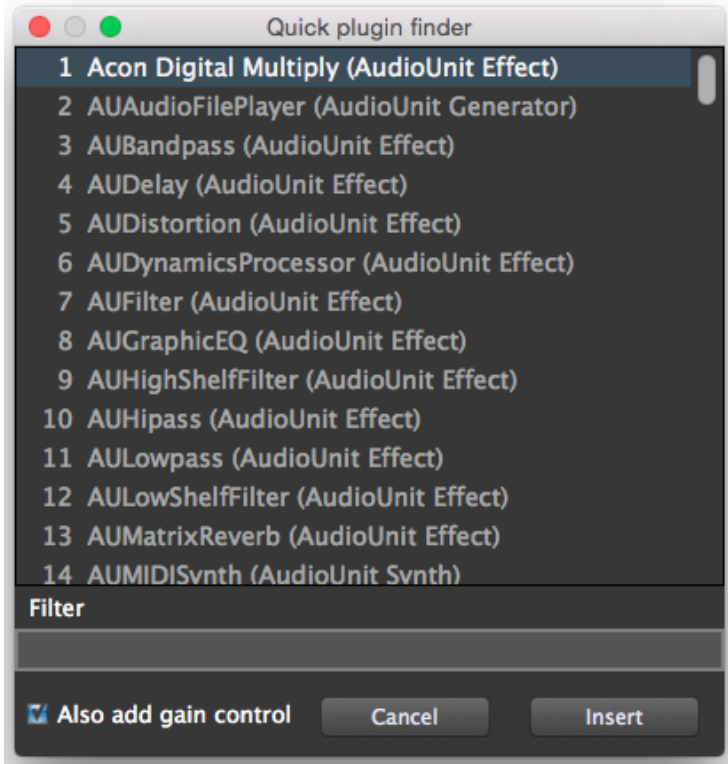 Quick plugin finder
1 Acon Digital Multiply (AudioUnit Effect)
2 AUAudioFilePlayer (AudioUnit Generator)
3 AUBandpass (AudioUnit Effect)
4 AUDelay (AudioUnit Effect)
5 AUDistortion (AudioUnit Effect)
6 AUDynamicsProcessor (AudioUnit Effect)
7 AUFilter (AudioUnit Effect)
8 AUGraphicEQ (AudioUnit Effect)
9 AUHighShelfFilter (AudioUnit Effect)
10 AUHipass (AudioUnit Effect)
11 AULowpass (AudioUnit Effect)
12 AULowShelfFilter (AudioUnit Effect)
13 AUMatrixReverb (AudioUnit Effect)
14 AUMIDISynth (AudioUnit Synth)
Filter
Also add gain control Cancel Insert